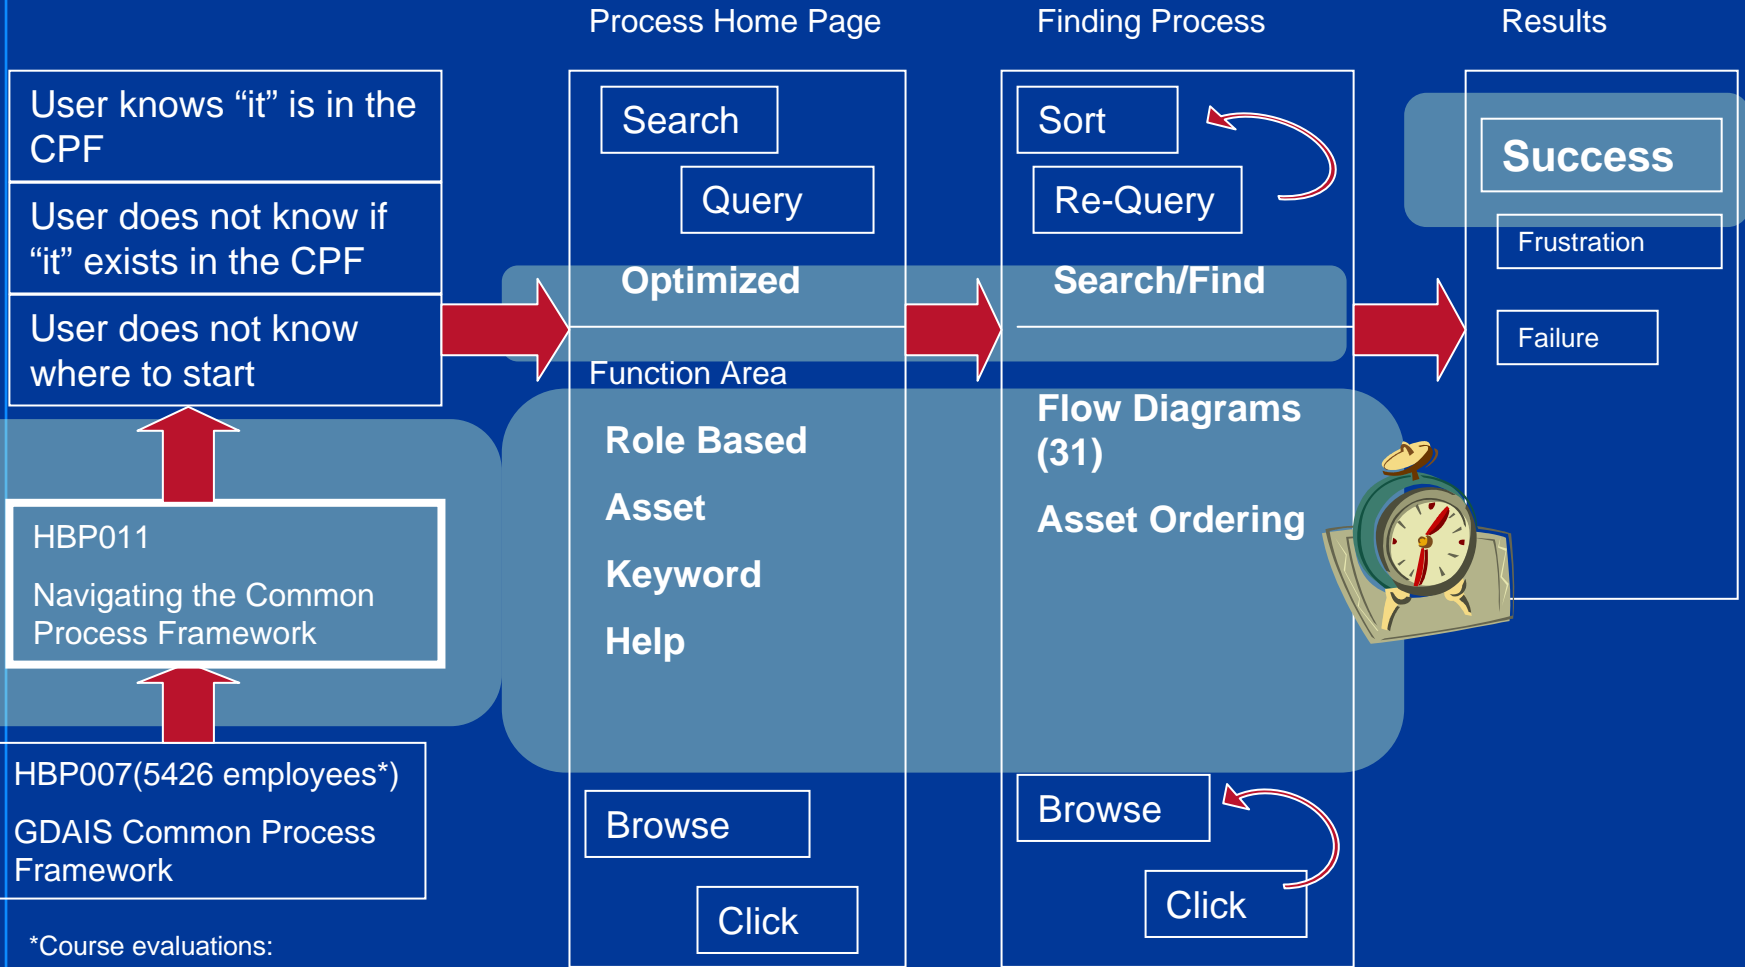 Process Home Page
Finding Process
Results
User knows “it” is in the
CPF
User does not know if
“it” exists in the CPF
User does not know
where to start
HBP011
Navigating the Common
Process Framework
HBP007(5426 employees*)
GDAIS Common Process
Framework
*Course evaluations:
Search
Query
Optimized
Function Area
Role Based
Asset
Keyword
Help
Browse
Click
Sort
Re-Query
Search/Find
Flow Diagrams
(31)
Asset Ordering
Browse
Click
Success
Frustration
Failure